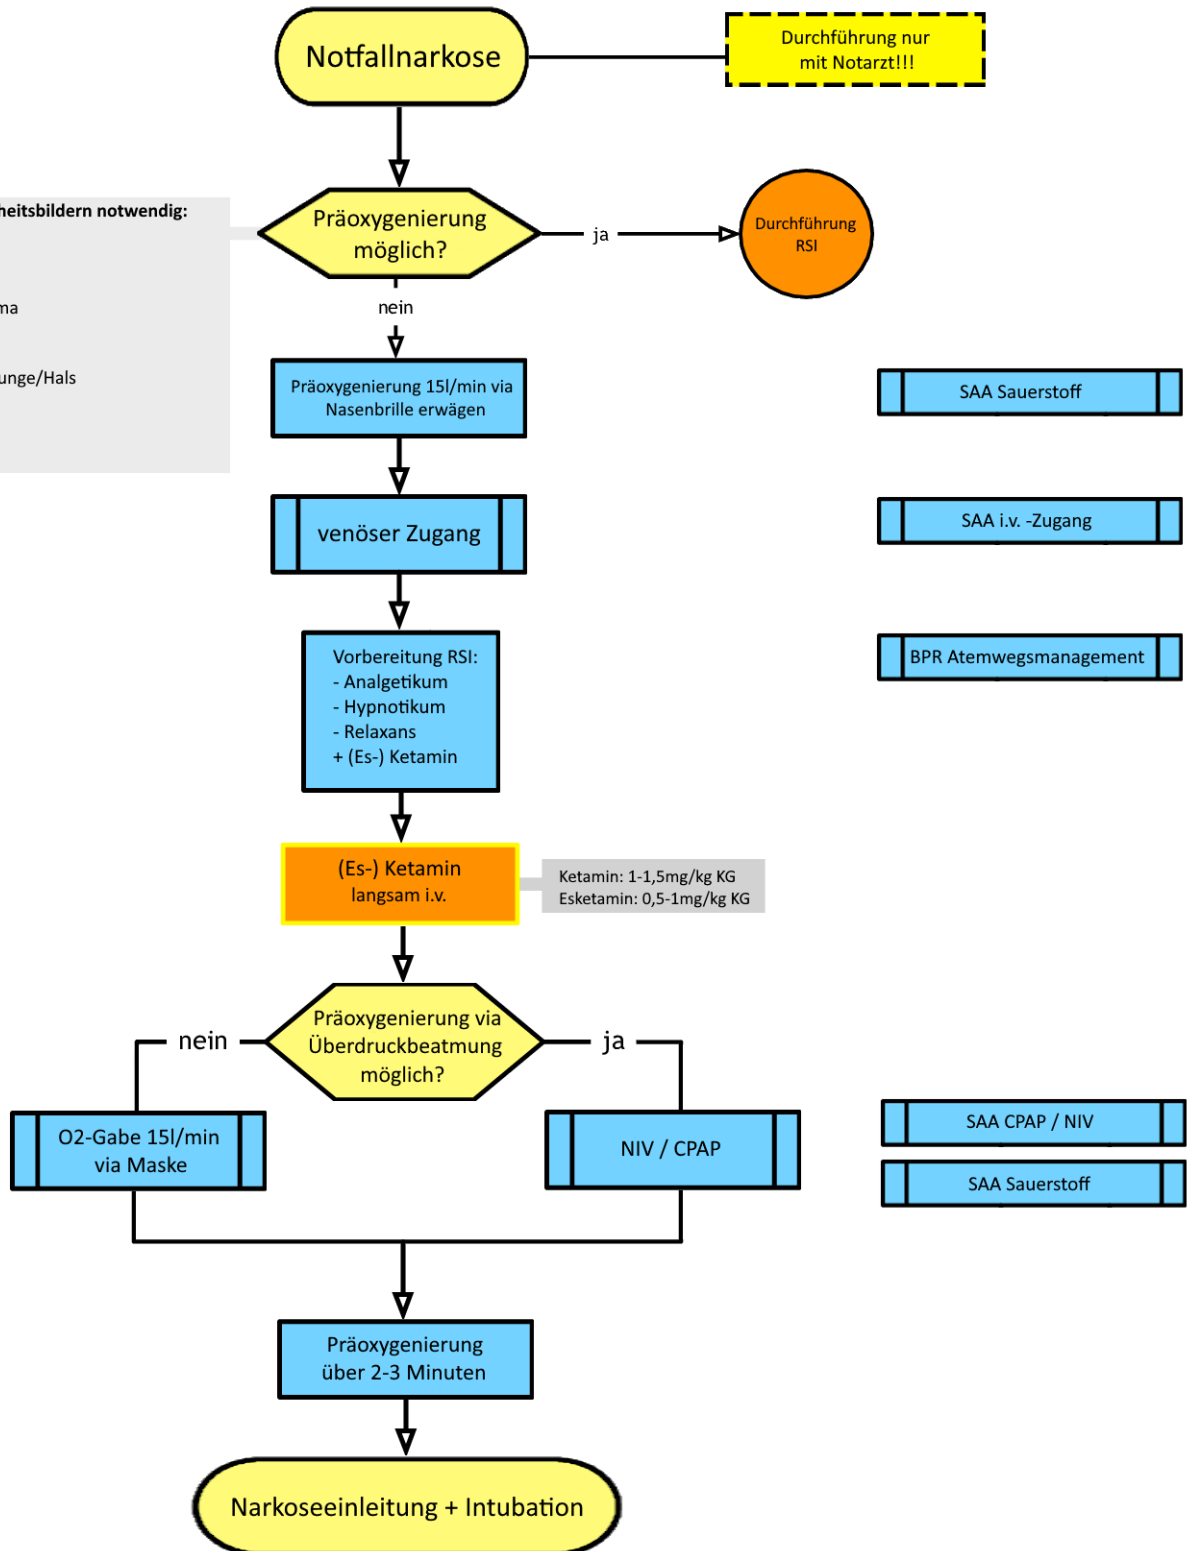 Notfallnarkose
Durchführung nur
mit Notarzt!!!
heitsbildern notwendig:
ma
unge/Hals
Präoxygenierung
möglich?
ja
Durchführung
RSI
nein
Präoxygenierung 15l/min via
Nasenbrille erwägen
SAA Sauerstoff
venöser Zugang
SAA i.v. -Zugang
Vorbereitung RSI:
- Analgetikum
- Hypnotikum
- Relaxans
+ (Es-) Ketamin
BPR Atemwegsmanagement
(Es-) Ketamin
langsam i.v.
Ketamin: 1-1,5mg/kg KG
Esketamin: 0,5-1mg/kg KG
Präoxygenierung via
Überdruckbeatmung
möglich?
nein
ja
O2-Gabe 15l/min
via Maske
NIV / CPAP
SAA CPAP / NIV
SAA Sauerstoff
Präoxygenierung
über 2-3 Minuten
Narkoseeinleitung + Intubation